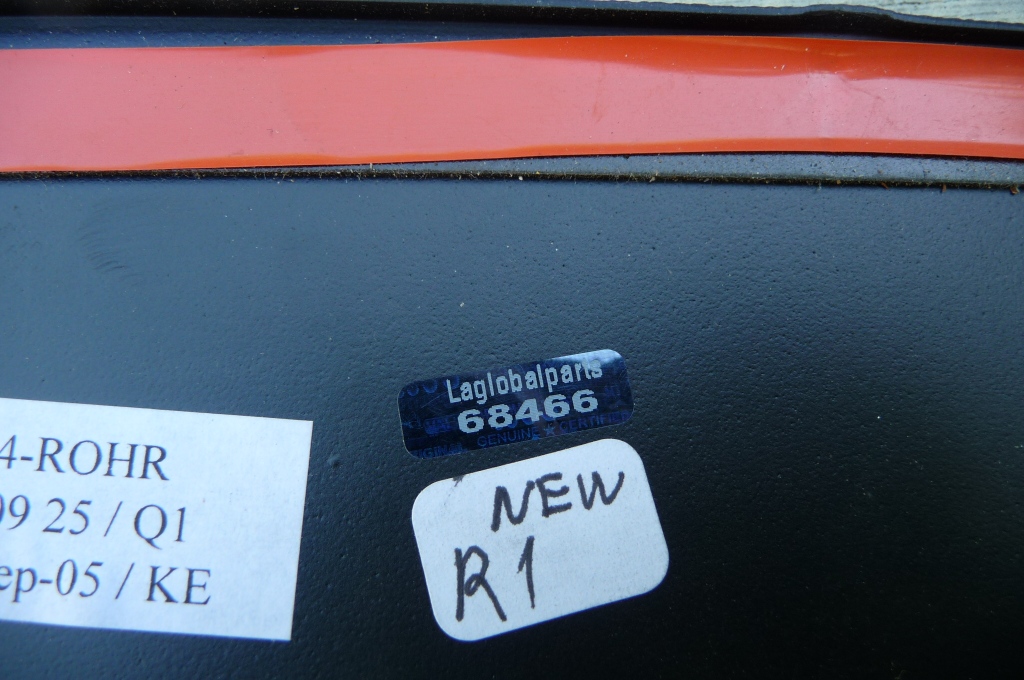 Laglobalparts
68466
GENUINE
NEW
R1
4-ROHR
09 25 / Q1
ep-05 / KE